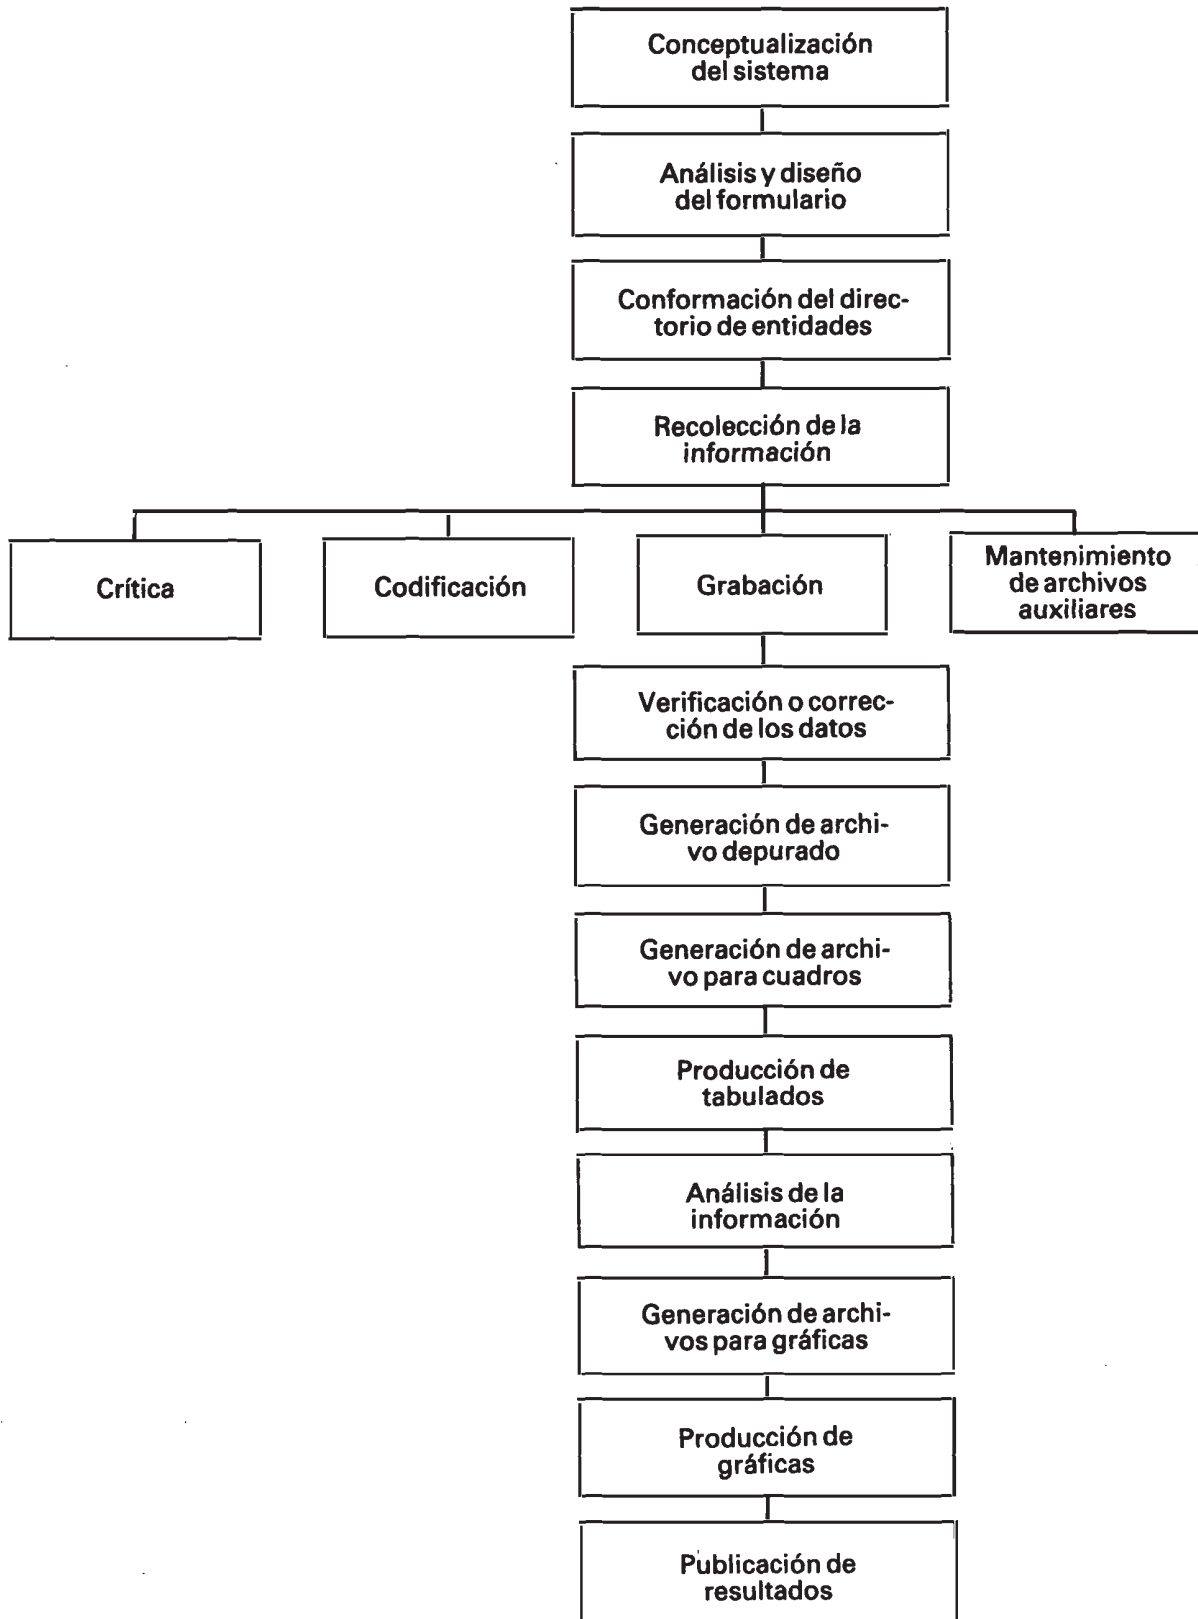 Conceptualización
del sistema
Análisis y diseño
del formulario
Conformación del direc-
torio de entidades
Recolección de la
información
Crítica
Codificación
Grabación
Mantenimiento
de archivos
auxiliares
Verificación o correc-
ción de los datos
Generación de archi-
vo depurado
Generación de archi-
vo para cuadros
Producción de
tabulados
Análisis de la
información
Generación de archi-
vos para gráficas
Producción de
gráficas
Publicación de
resultados